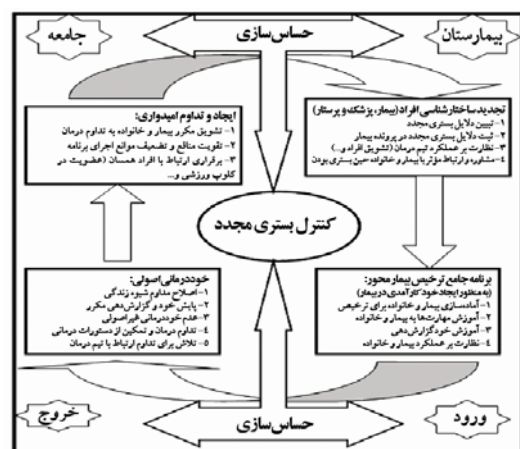 بیمارستان
حساس‌سازی
جامعه
تجدید ساختار شناسی افراد (بیمار، پزشک و پرستار)
۱- تبیین دلایل بستری مجدد
۲- ثبت دلایل بستری مجدد در پرونده بیمار
۳- نظارت بر عملکرد تیم درمان (تشویق افراد و...)
۴- مشاوره و ارتباط مؤثر با بیمار و خانواده حین بستری بودن
ایجاد و تداوم امیدواری:
۱- تشویق مکرر بیمار و خانواده به تداوم درمان
۲- تقویت منافع و تضعیف موانع اجرای برنامه
۳- برقراری ارتباط با افراد همسان (عضویت در
کلوپ ورزشی و...
کنترل بستری مجدد
برنامه جامع ترخیص بیمار محور:
(به منظور ایجاد خودکارآمدی در بیمار)
۱- آماده‌سازی بیمار و خانواده برای ترخیص
۲- آموزش مهارت‌ها به بیمار و خانواده
۳- آموزش خودگزارش‌دهی
۴- نظارت بر عملکرد بیمار و خانواده
خوددرمانی اصولی:
۱- اصلاح مداوم شیوه زندگی
۲- پایش خود و گزارش‌دهی مکرر
۳- عدم خوددرمانی غیراصولی
۴- تداوم درمان و تمکین از دستورات درمانی
۵- تلاش برای تداوم ارتباط با تیم درمان
ورود
حساس‌سازی
خروج